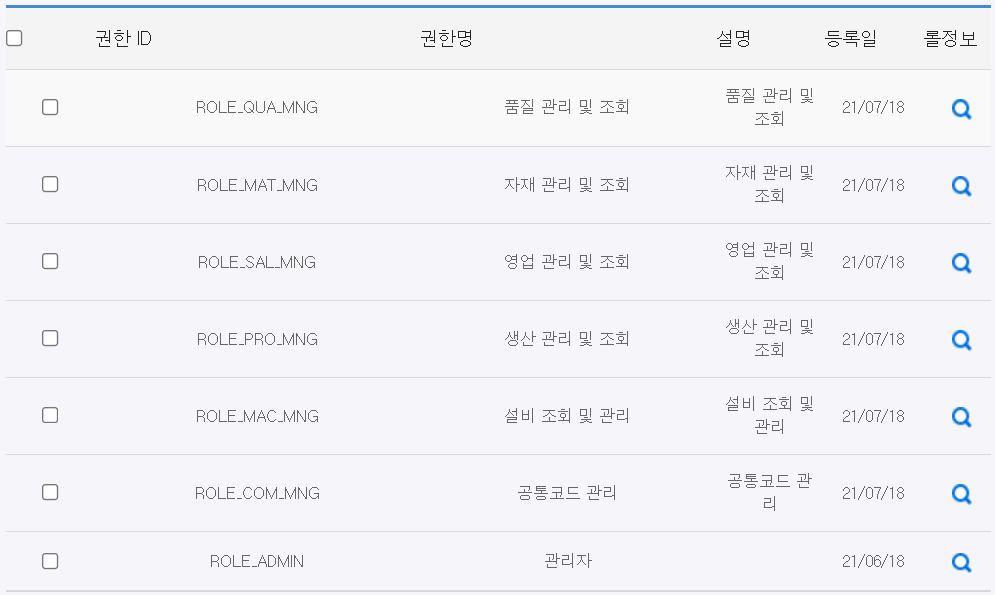 권한 ID 권한명 설명 등록일 롤정보
ROLE_QUA_MNG 품질 관리 및 조회 품질 관리 및 21/07/18
조회
ROLE_MAT_MNG 자재 관리 및 조회 자재 관리 및 21/07/18
조회
ROLE_SAL_MNG 영업 관리 및 조회 영업 관리 및 21/07/18
조회
ROLE_PRO_MNG 생산 관리 및 조회 생산 관리 및 21/07/18
조회
ROLE_MAC_MNG 설비 조회 및 관리 설비 조회 및 21/07/18
관리
ROLE_COM_MNG 공통코드 관리 공통코드 관 21/07/18
리
ROLE_ADMIN 관리자 21/06/18